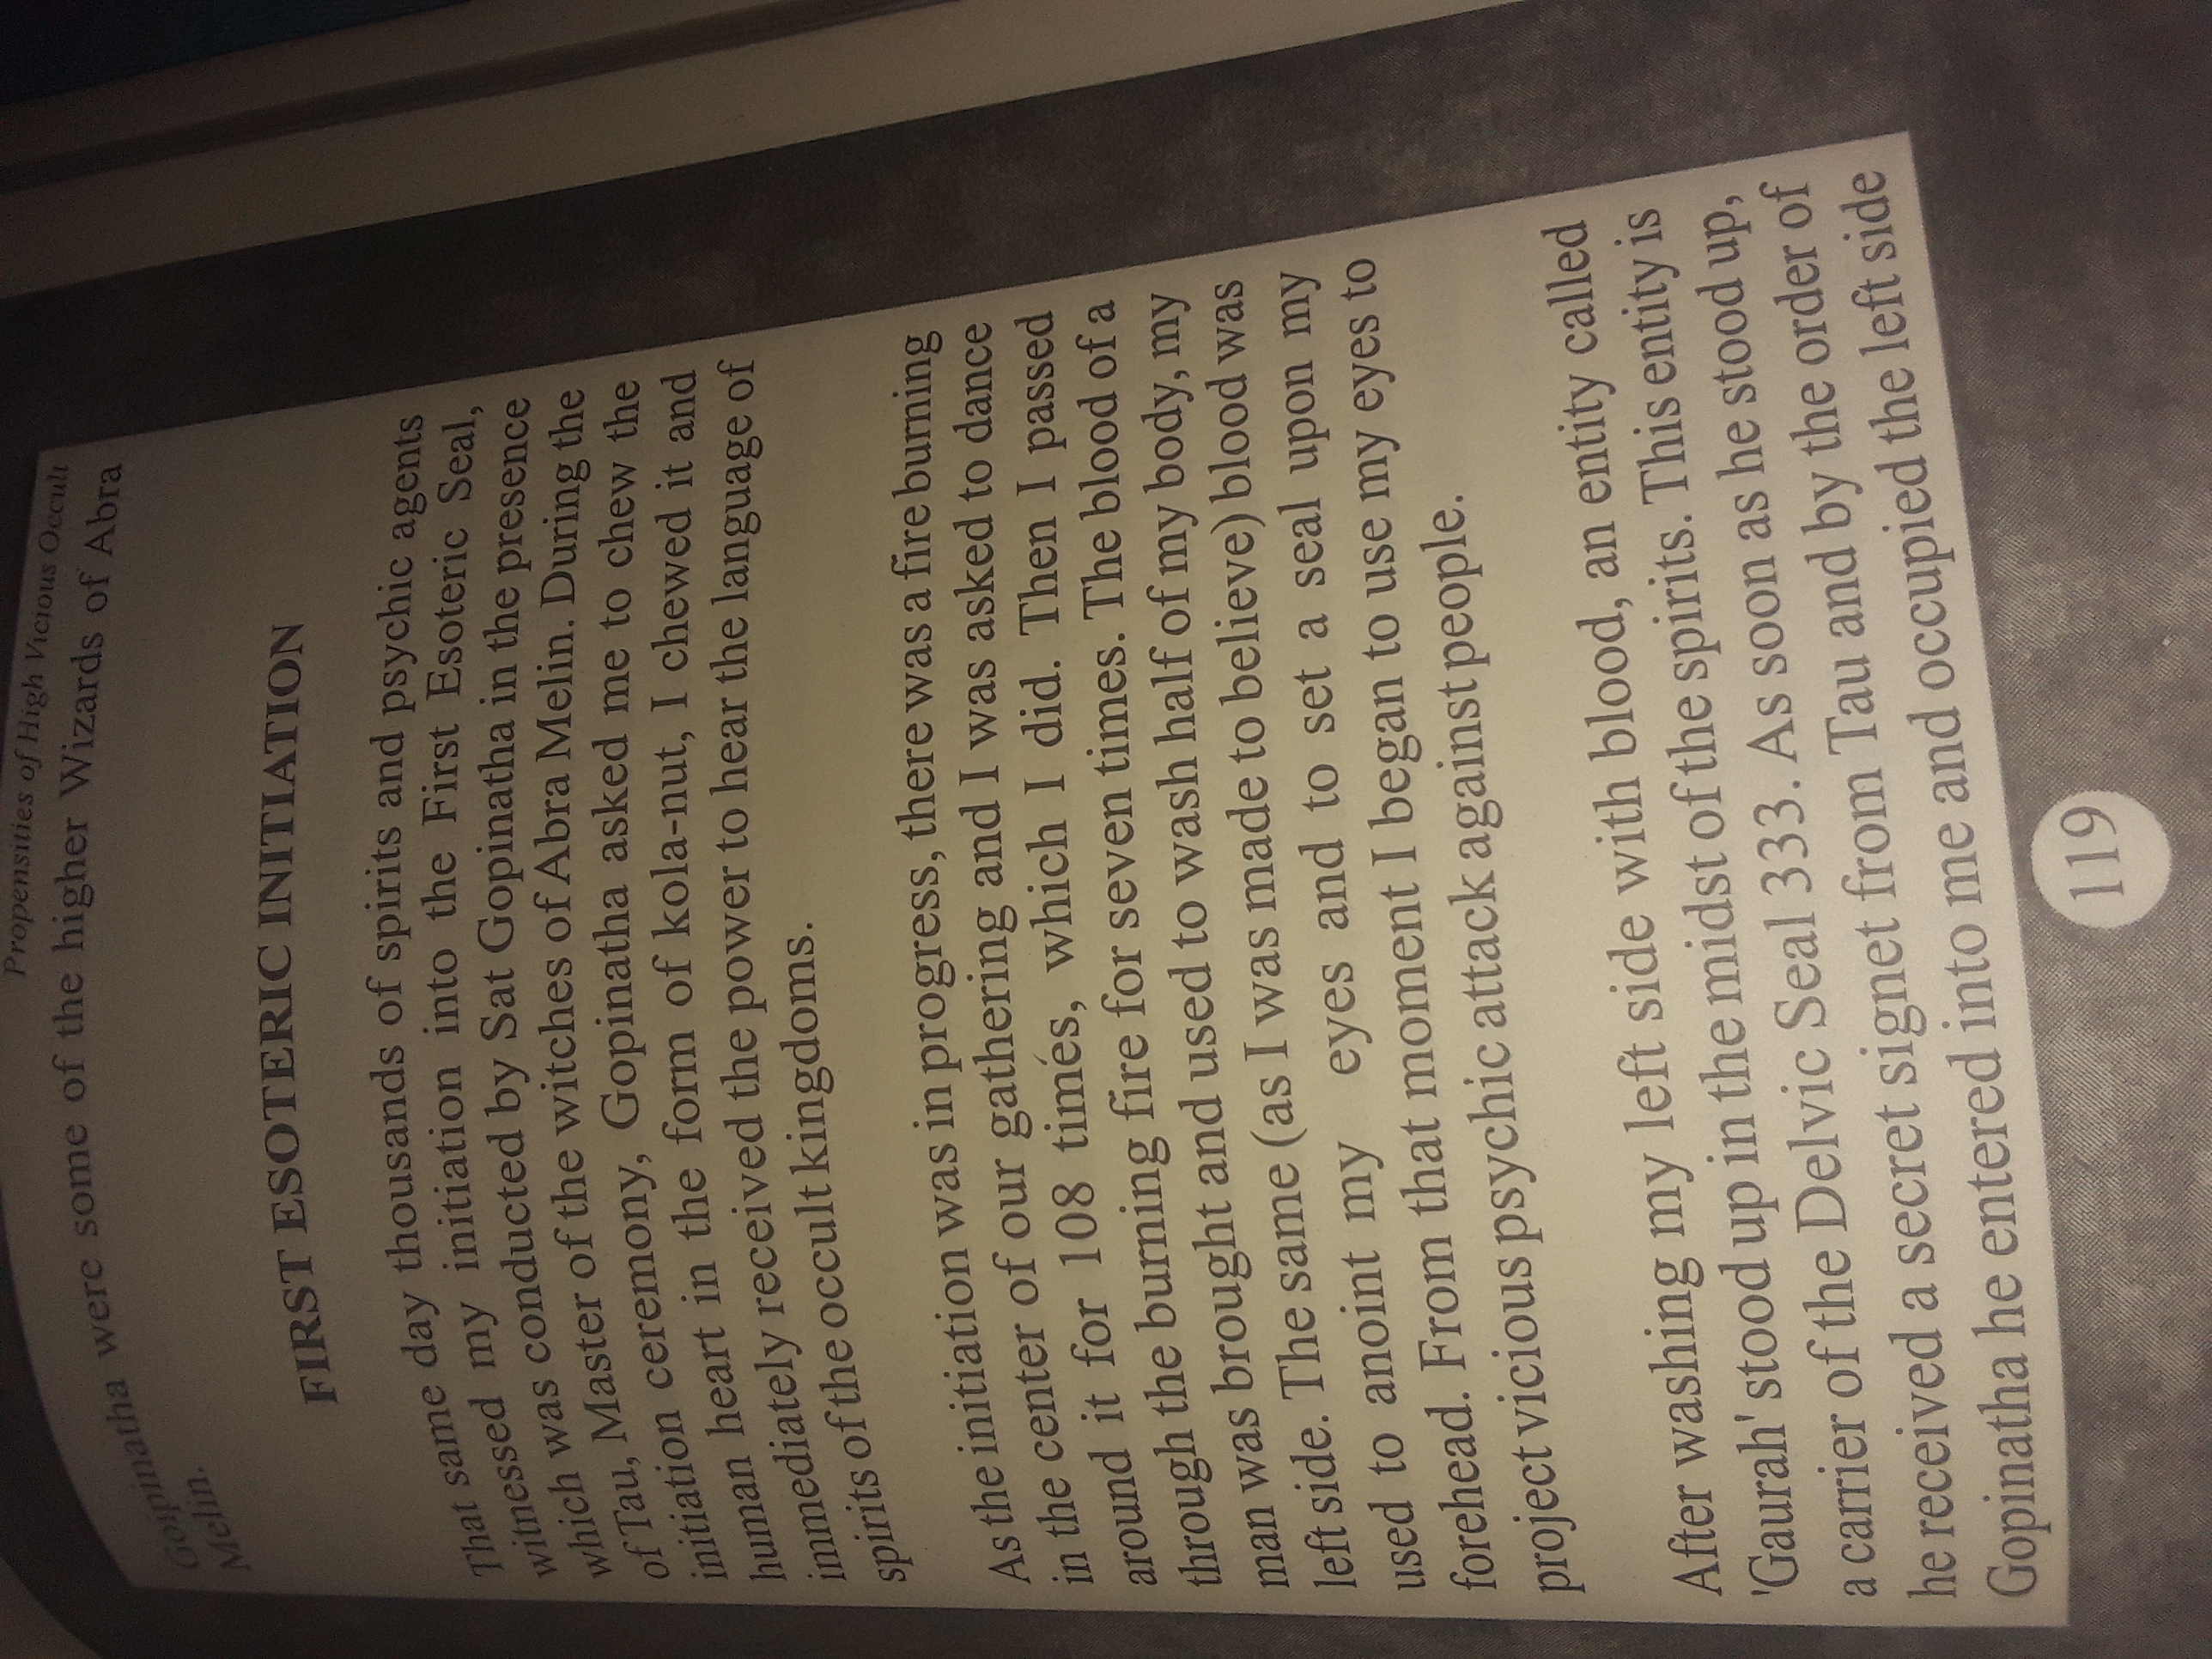 Propensities of High Vicious Occult
Goipinatha were some of the higher Wizards of Abra
Melin.
FIRST ESOTERIC INITIATION
That same day thousands of spirits and psychic agents
witnessed my initiation into the First Esoteric Seal,
which was conducted by Sat Gopinatha in the presence
of Tau, Master of the witches of Abra Melin. During the
initiation ceremony, Gopinatha asked me to chew the
human heart in the form of kola-nut, I chewed it and
immediately received the power to hear the language of
spirits of the occult kingdoms.
As the initiation was in progress, there was a fire burning
in the center of our gathering and I was asked to dance
around it for 108 times, which I did. Then I passed
through the burning fire for seven times. The blood of a
man was brought and used to wash half of my body, my
left side. The same (as I was made to believe) blood was
used to anoint my eyes and to set a seal upon my
forehead. From that moment I began to use my eyes to
project vicious psychic attack against people.
After washing my left side with blood, an entity called
'Gaurah' stood up in the midst of the spirits. This entity is
a carrier of the Delvic Seal 333. As soon as he stood up,
he received a secret signet from Tau and by the order of
Gopinatha he entered into me and occupied the left side
119